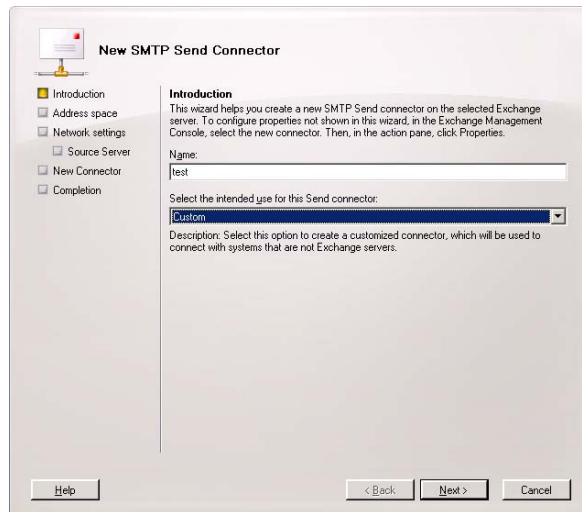 New SMTP Send Connector
Introduction
Address space
Network settings
Source Server
New Connector
Completion
Introduction
This wizard helps you create a new SMTP Send connector on the selected Exchange
server. To configure properties not shown in this wizard, in the Exchange Management
Console, select the new connector. Then, in the action pane, click Properties.
Name:
test
Select the intended use for this Send connector:
Custom
Description: Select this option to create a customized connector, which will be used to
connect with systems that are not Exchange servers.
Help
< Back
Next >
Cancel